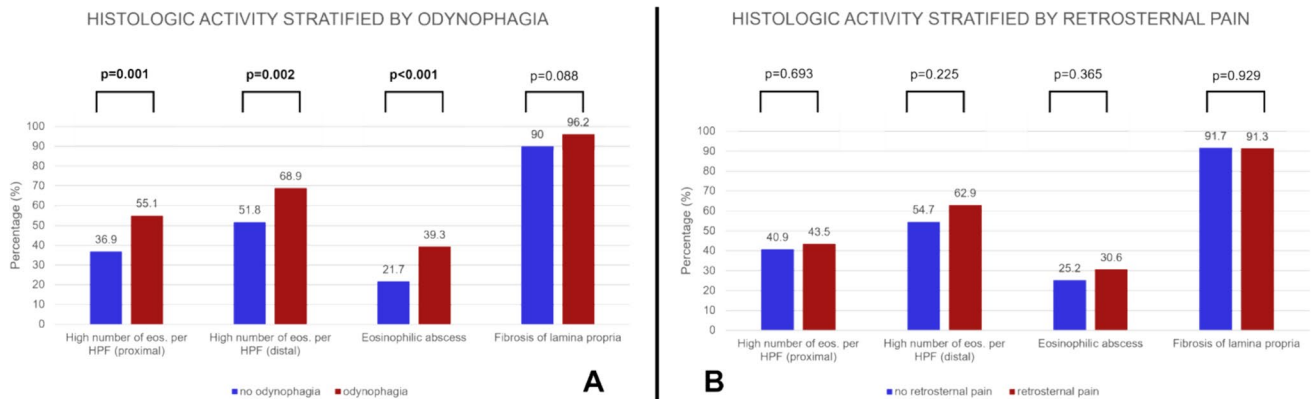 HISTOLOGIC ACTIVITY STRATIFIED BY ODYNOPHAGIA
p=0.001
p=0.002
p<0.001
p=0.088
Percentage (%)
100
90
80
70
60
50
40
30
20
10
0
36.9
55.1
51.8
68.9
21.7
39.3
90
96.2
High number of eos. per
HPF (proximal)
High number of eos. per
HPF (distal)
Eosinophilic abscess
Fibrosis of lamina propria
no odynophagia
odynophagia
A
HISTOLOGIC ACTIVITY STRATIFIED BY RETROSTERNAL PAIN
p=0.693
p=0.225
p=0.365
p=0.929
Percentage (%)
100
90
80
70
60
50
40
30
20
10
0
40.9
43.5
54.7
62.9
25.2
30.6
91.7
91.3
High number of eos. per
HPF (proximal)
High number of eos. per
HPF (distal)
Eosinophilic abscess
Fibrosis of lamina propria
no retrosternal pain
retrosternal pain
B